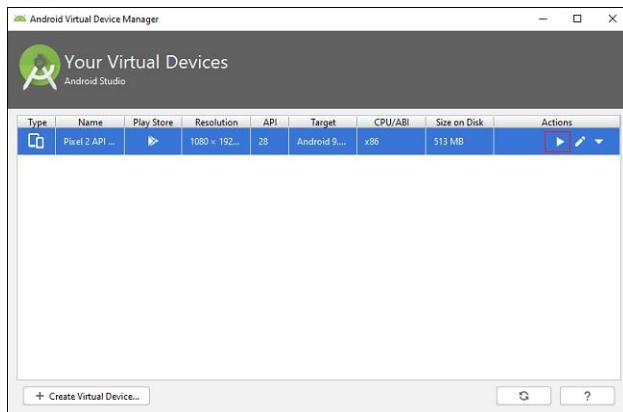 Android Virtual Device Manager
Your Virtual Devices
Android Studio
Type Name Play Store Resolution API Target CPU/ABI Size on Disk Actions
Pixel 2 API ... 1080 × 192... 28 Android 9.... x86 513 MB
+ Create Virtual Device...
?